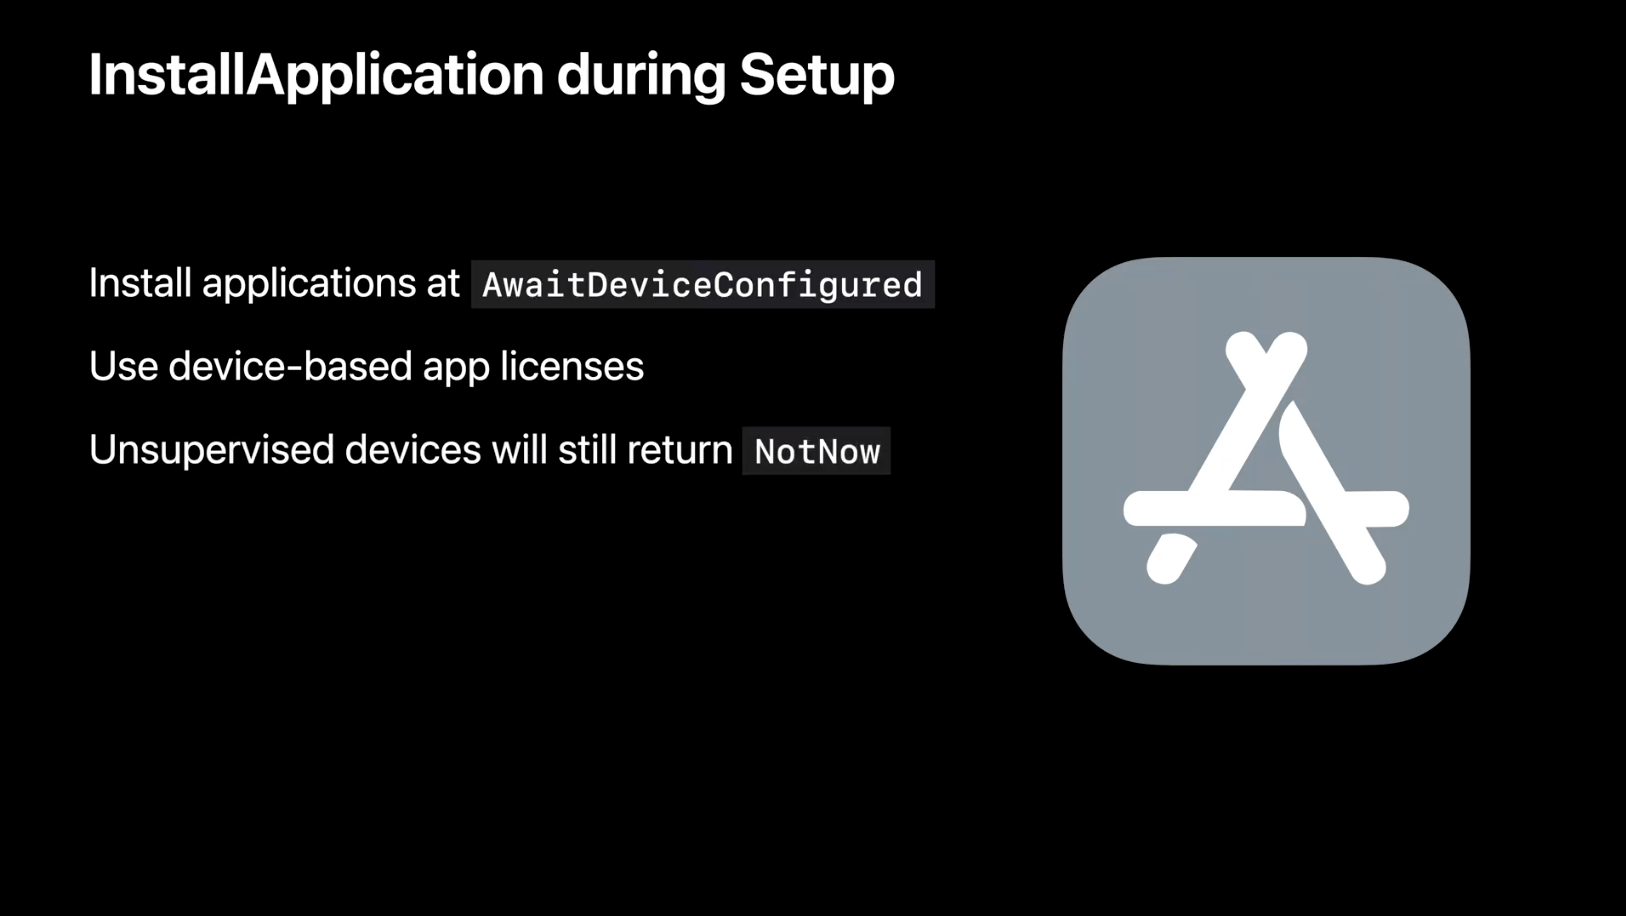 InstallApplication during Setup
Install applications at AwaitDeviceConfigured
Use device-based app licenses
Unsupervised devices will still return NotNow